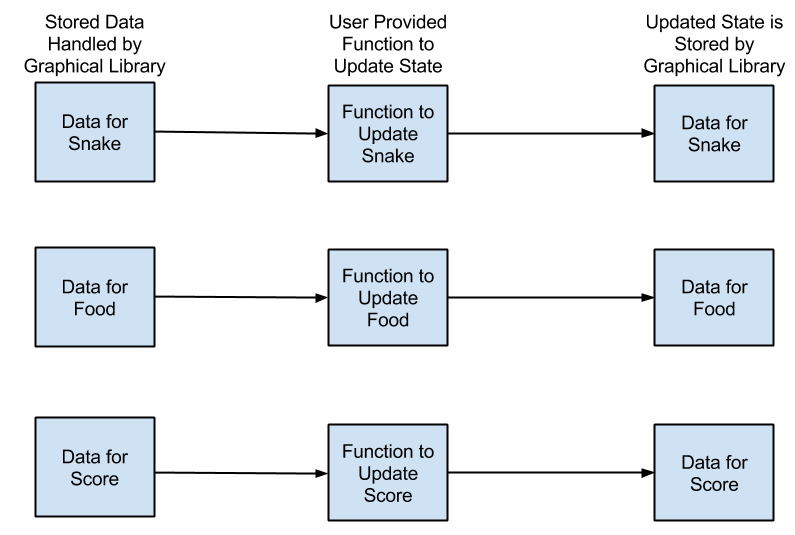 Stored Data
Handled by
Graphical Library
User Provided
Function to
Update State
Updated State is
Stored by
Graphical Library
Data for
Snake
Function to
Update
Snake
Data for
Snake
Data for
Food
Function to
Update
Food
Data for
Food
Data for
Score
Function to
Update
Score
Data for
Score